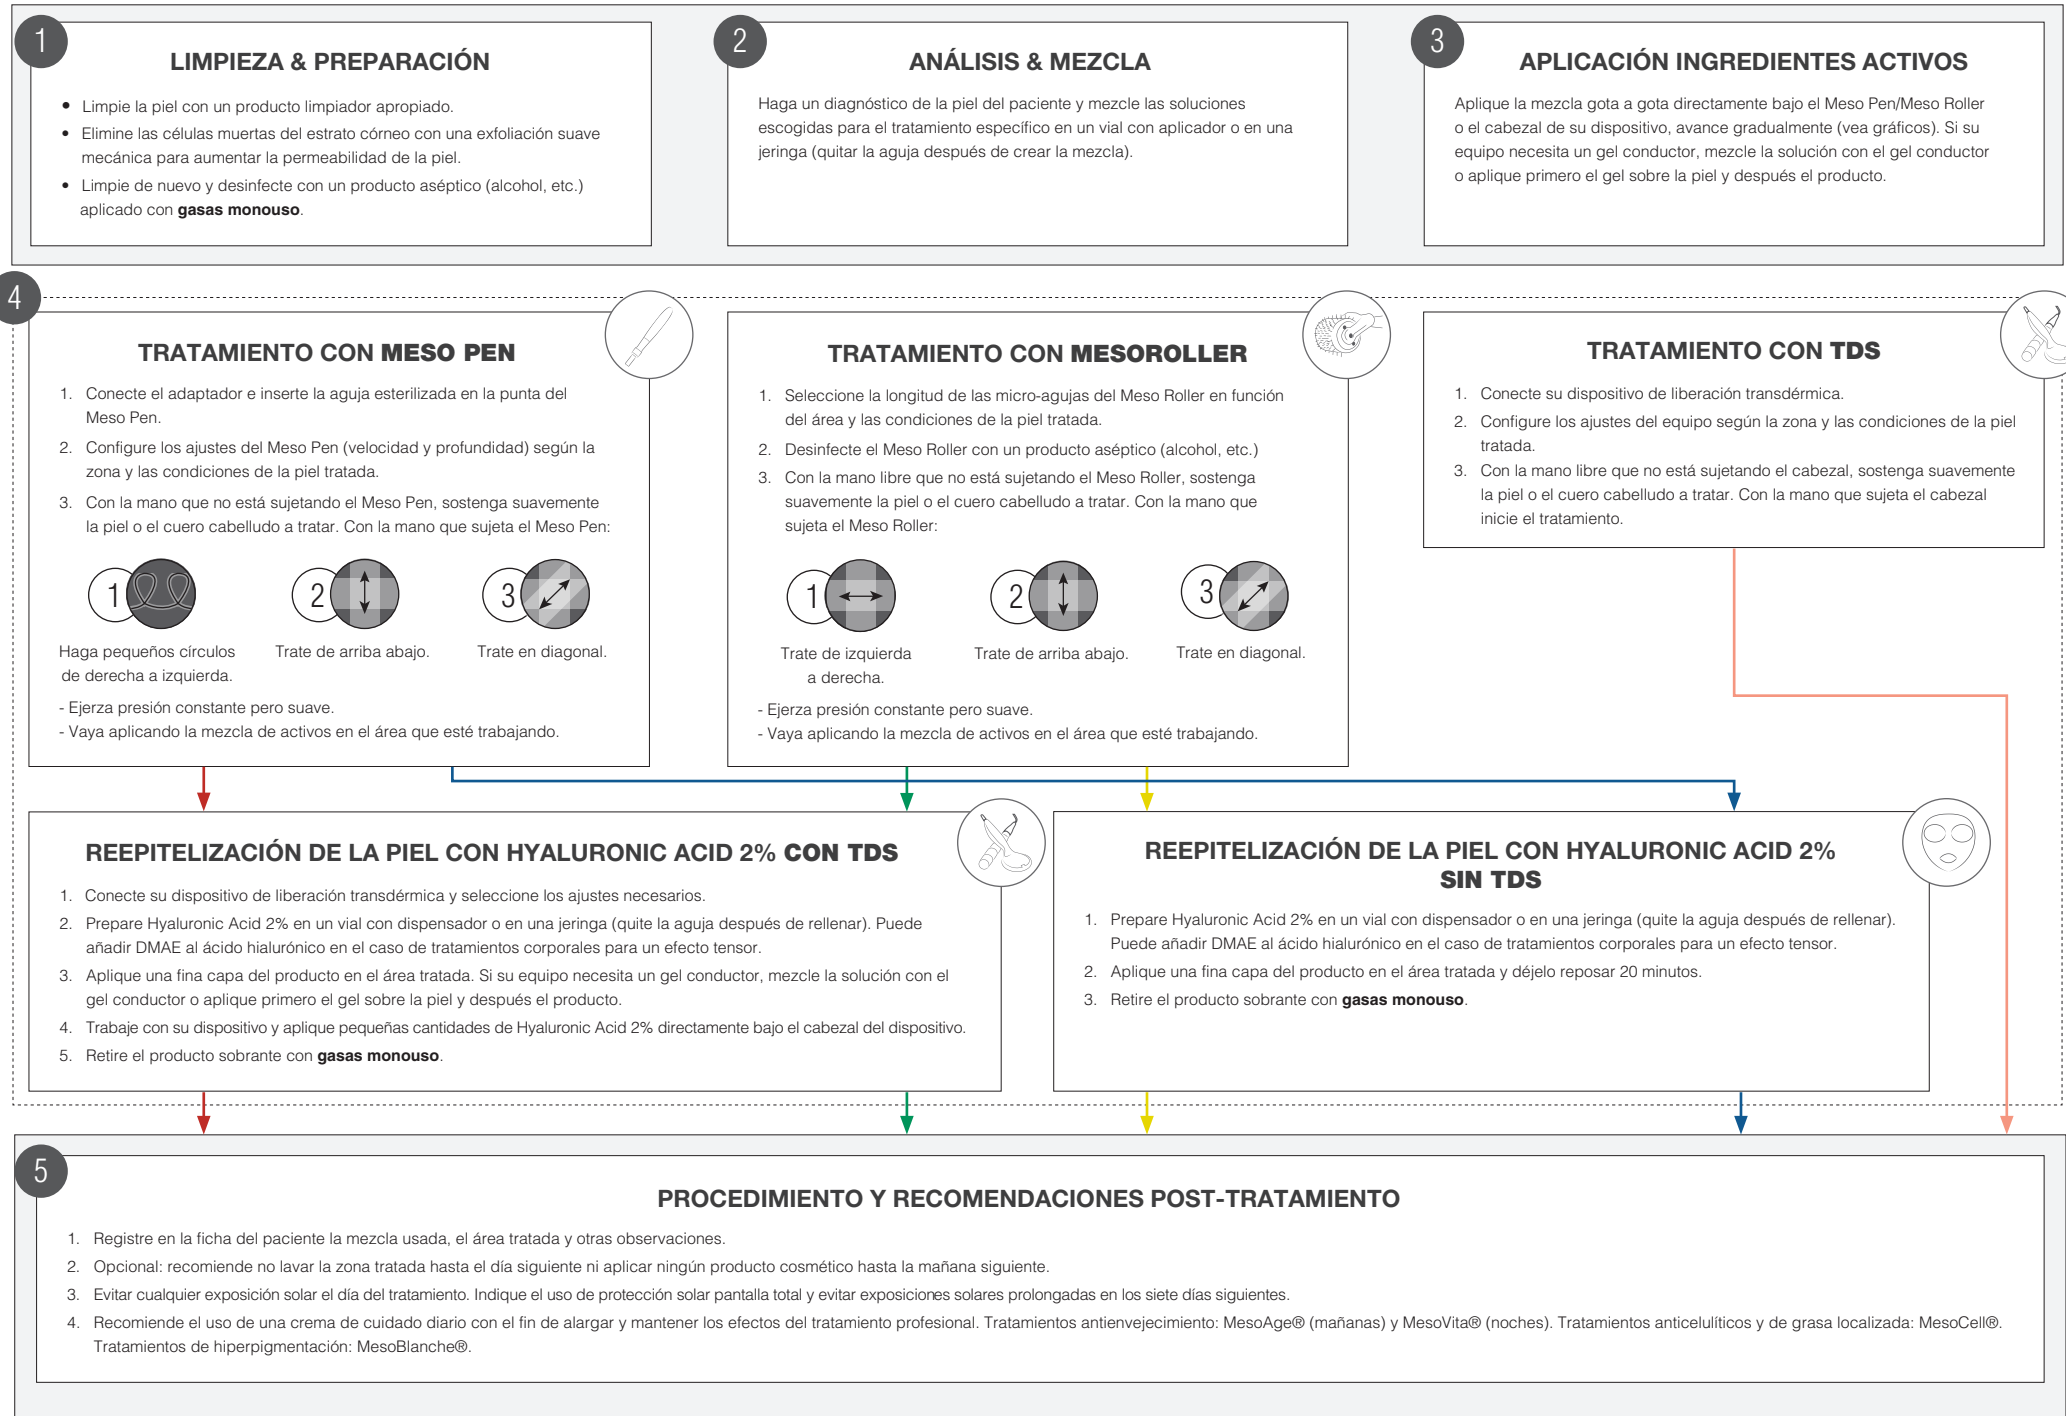 1
LIMPIEZA & PREPARACIÓN
• Limpie la piel con un producto limpiador apropiado.
• Elimine las células muertas del estrato córneo con una exfoliación suave
mecánica para aumentar la permeabilidad de la piel.
• Limpie de nuevo y desinfecte con un producto aséptico (alcohol, etc.)
aplicado con gasas monouso.
2
ANÁLISIS & MEZCLA
Haga un diagnóstico de la piel del paciente y mezcle las soluciones
escogidas para el tratamiento específico en un vial con aplicador o en una
jeringa (quitar la aguja después de crear la mezcla).
3
APLICACIÓN INGREDIENTES ACTIVOS
Aplique la mezcla gota a gota directamente bajo el Meso Pen/Meso Roller
o el cabezal de su dispositivo, avance gradualmente (vea gráficos). Si su
equipo necesita un gel conductor, mezcle la solución con el gel conductor
o aplique primero el gel sobre la piel y después el producto.
4
TRATAMIENTO CON MESO PEN
1. Conecte el adaptador e inserte la aguja esterilizada en la punta del
Meso Pen.
2. Configure los ajustes del Meso Pen (velocidad y profundidad) según la
zona y las condiciones de la piel tratada.
3. Con la mano que no está sujetando el Meso Pen, sostenga suavemente
la piel o el cuero cabelludo a tratar. Con la mano que sujeta el Meso Pen:
1
2
3
Haga pequeños círculos
de derecha a izquierda.
Trate de arriba abajo.
Trate en diagonal.
- Ejerza presión constante pero suave.
- Vaya aplicando la mezcla de activos en el área que esté trabajando.
TRATAMIENTO CON MESOROLLER
1. Seleccione la longitud de las micro-agujas del Meso Roller en función
del área y las condiciones de la piel tratada.
2. Desinfecte el Meso Roller con un producto aséptico (alcohol, etc.)
3. Con la mano libre que no está sujetando el Meso Roller, sostenga
suavemente la piel o el cuero cabelludo a tratar. Con la mano que
sujeta el Meso Roller:
1
2
3
Trate de izquierda
a derecha.
Trate de arriba abajo.
Trate en diagonal.
- Ejerza presión constante pero suave.
- Vaya aplicando la mezcla de activos en el área que esté trabajando.
TRATAMIENTO CON TDS
1. Conecte su dispositivo de liberación transdérmica.
2. Configure los ajustes del equipo según la zona y las condiciones de la piel
tratada.
3. Con la mano libre que no está sujetando el cabezal, sostenga suavemente
la piel o el cuero cabelludo a tratar. Con la mano que sujeta el cabezal
inicie el tratamiento.
REEPITELIZACIÓN DE LA PIEL CON HYALURONIC ACID 2% CON TDS
1. Conecte su dispositivo de liberación transdérmica y seleccione los ajustes necesarios.
2. Prepare Hyaluronic Acid 2% en un vial con dispensador o en una jeringa (quite la aguja después de rellenar). Puede
añadir DMAE al ácido hialurónico en el caso de tratamientos corporales para un efecto tensor.
3. Aplique una fina capa del producto en el área tratada. Si su equipo necesita un gel conductor, mezcle la solución con el
gel conductor o aplique primero el gel sobre la piel y después el producto.
4. Trabaje con su dispositivo y aplique pequeñas cantidades de Hyaluronic Acid 2% directamente bajo el cabezal del dispositivo.
5. Retire el producto sobrante con gasas monouso.
REEPITELIZACIÓN DE LA PIEL CON HYALURONIC ACID 2%
SIN TDS
1. Prepare Hyaluronic Acid 2% en un vial con dispensador o en una jeringa (quite la aguja después de rellenar).
Puede añadir DMAE al ácido hialurónico en el caso de tratamientos corporales para un efecto tensor.
2. Aplique una fina capa del producto en el área tratada y déjelo reposar 20 minutos.
3. Retire el producto sobrante con gasas monouso.
5
PROCEDIMIENTO Y RECOMENDACIONES POST-TRATAMIENTO
1. Registre en la ficha del paciente la mezcla usada, el área tratada y otras observaciones.
2. Opcional: recomiende no lavar la zona tratada hasta el día siguiente ni aplicar ningún producto cosmético hasta la mañana siguiente.
3. Evitar cualquier exposición solar el día del tratamiento. Indique el uso de protección solar pantalla total y evitar exposiciones solares prolongadas en los siete días siguientes.
4. Recomiende el uso de una crema de cuidado diario con el fin de alargar y mantener los efectos del tratamiento profesional. Tratamientos antienvejecimiento: MesoAge® (mañanas) y MesoVita® (noches). Tratamientos anticelulíticos y de grasa localizada: MesoCell®.
Tratamientos de hiperpigmentación: MesoBlanche®.